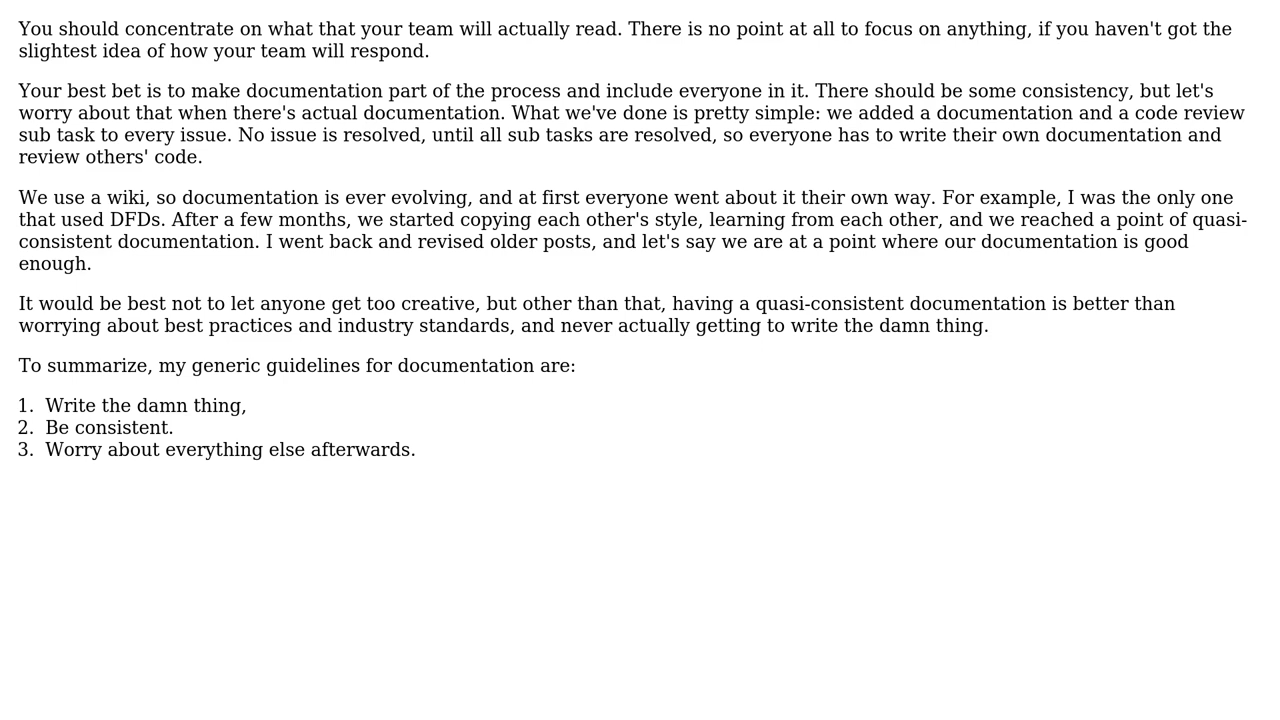 You should concentrate on what that your team will actually read. There is no point at all to focus on anything, if you haven't got the
slightest idea of how your team will respond.
Your best bet is to make documentation part of the process and include everyone in it. There should be some consistency, but let's
worry about that when there's actual documentation. What we've done is pretty simple: we added a documentation and a code review
sub task to every issue. No issue is resolved, until all sub tasks are resolved, so everyone has to write their own documentation and
review others' code.
We use a wiki, so documentation is ever evolving, and at first everyone went about it their own way. For example, I was the only one
that used DFDs. After a few months, we started copying each other's style, learning from each other, and we reached a point of quasi-
consistent documentation. I went back and revised older posts, and let's say we are at a point where our documentation is good
enough.
It would be best not to let anyone get too creative, but other than that, having a quasi-consistent documentation is better than
worrying about best practices and industry standards, and never actually getting to write the damn thing.
To summarize, my generic guidelines for documentation are:
1. Write the damn thing,
2. Be consistent.
3. Worry about everything else afterwards.